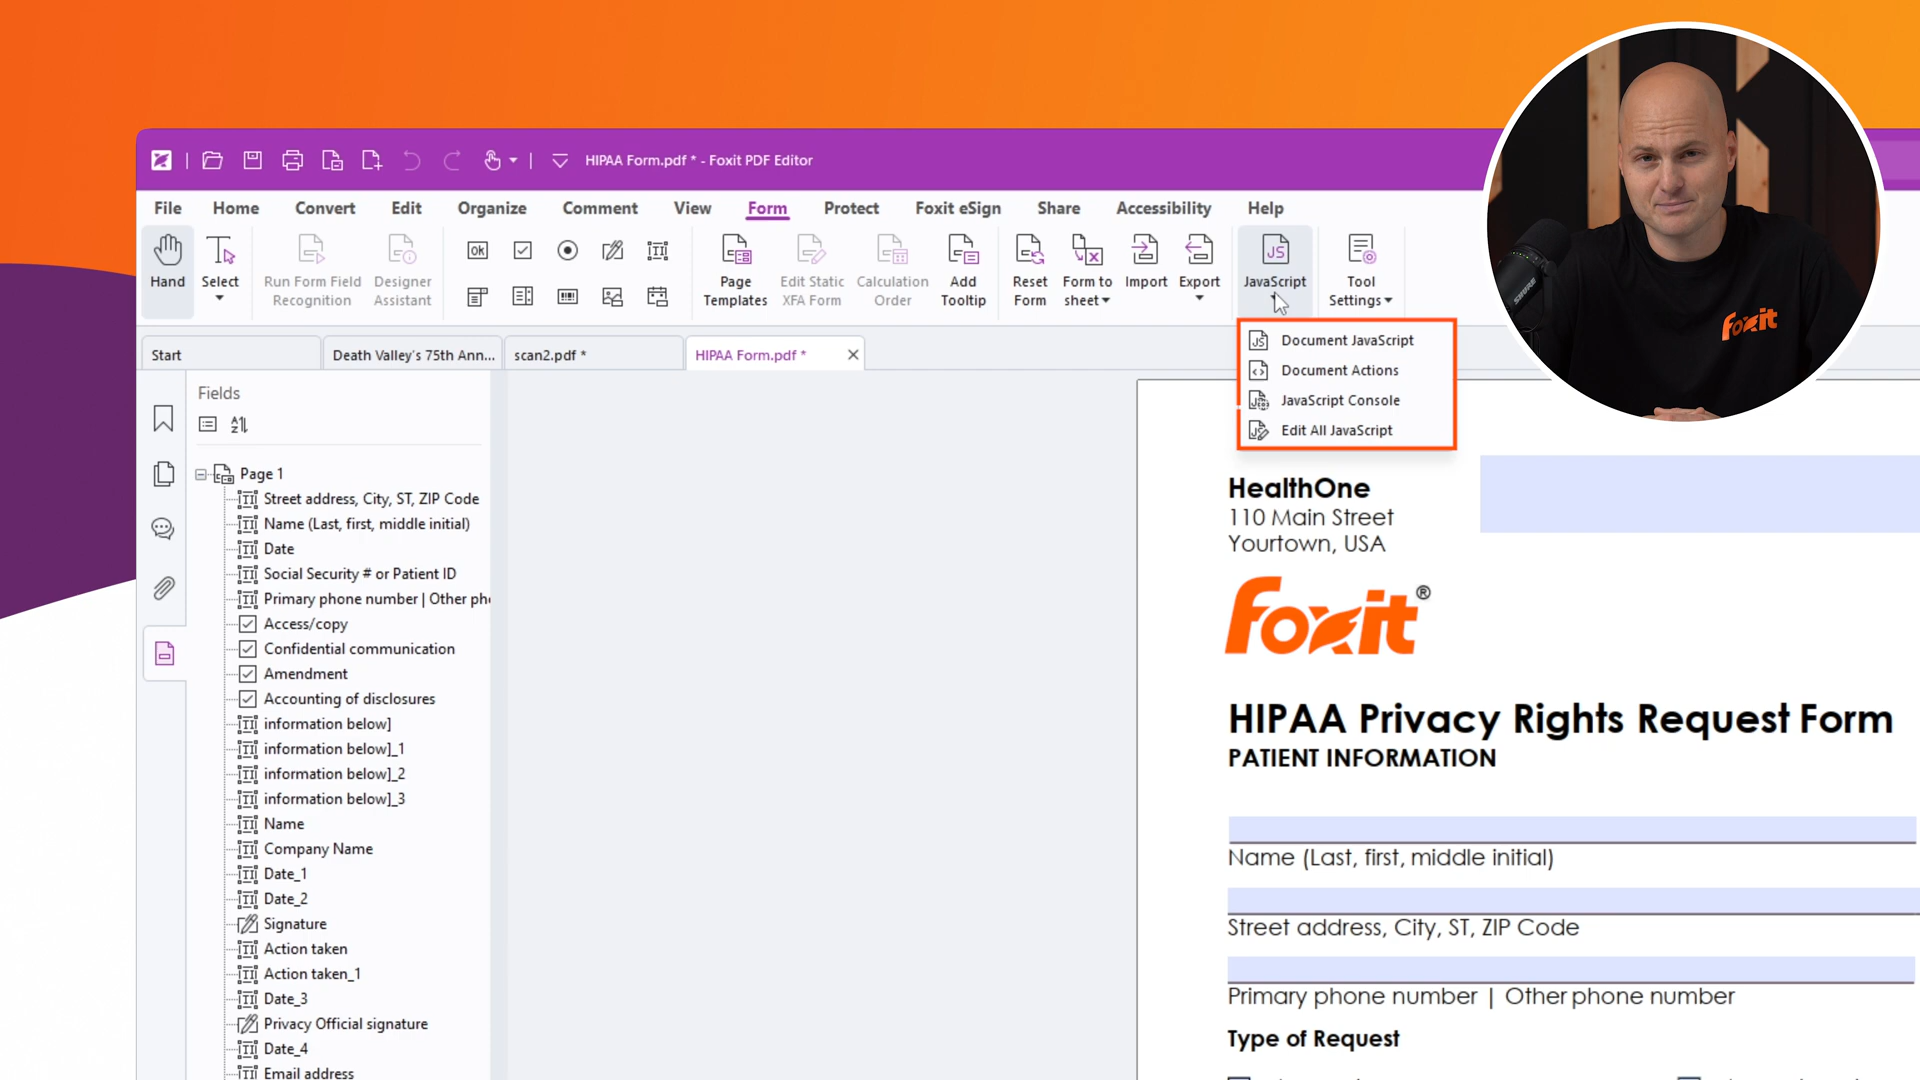 HIPAA Form.pdf * - Foxit PDF Editor
File Home Convert Edit Organize Comment View Form Protect Foxit eSign Share Accessibility Help
Hand
Select
Run Form Field
Recognition
Designer
Assistant
Ok
Page
Templates
Edit Static
XFA Form
Calculation
Order
Add
Tooltip
Reset
Form
Form to
sheet
Import
Export
JS
JavaScript
Tool
Settings
SHURE
foxit
Document JavaScript
Document Actions
JavaScript Console
Edit All JavaScript
Start
Death Valley's 75th Ann...
scan2.pdf *
HIPAA Form.pdf *
Fields
Page 1
Street address, City, ST, ZIP Code
Name (Last, first, middle initial)
Date
Social Security # or Patient ID
Primary phone number | Other pho
Access/copy
Confidential communication
Amendment
Accounting of disclosures
information below]
information below]_1
information below]_2
information below]_3
Name
Company Name
Date_1
Date_2
Signature
Action taken
Action taken_1
Date_3
Privacy Official signature
Date_4
Email address
HealthOne
110 Main Street
Yourtown, USA
foxit®
HIPAA Privacy Rights Request Form
PATIENT INFORMATION
Name (Last, first, middle initial)
Street address, City, ST, ZIP Code
Primary phone number | Other phone number
Type of Request